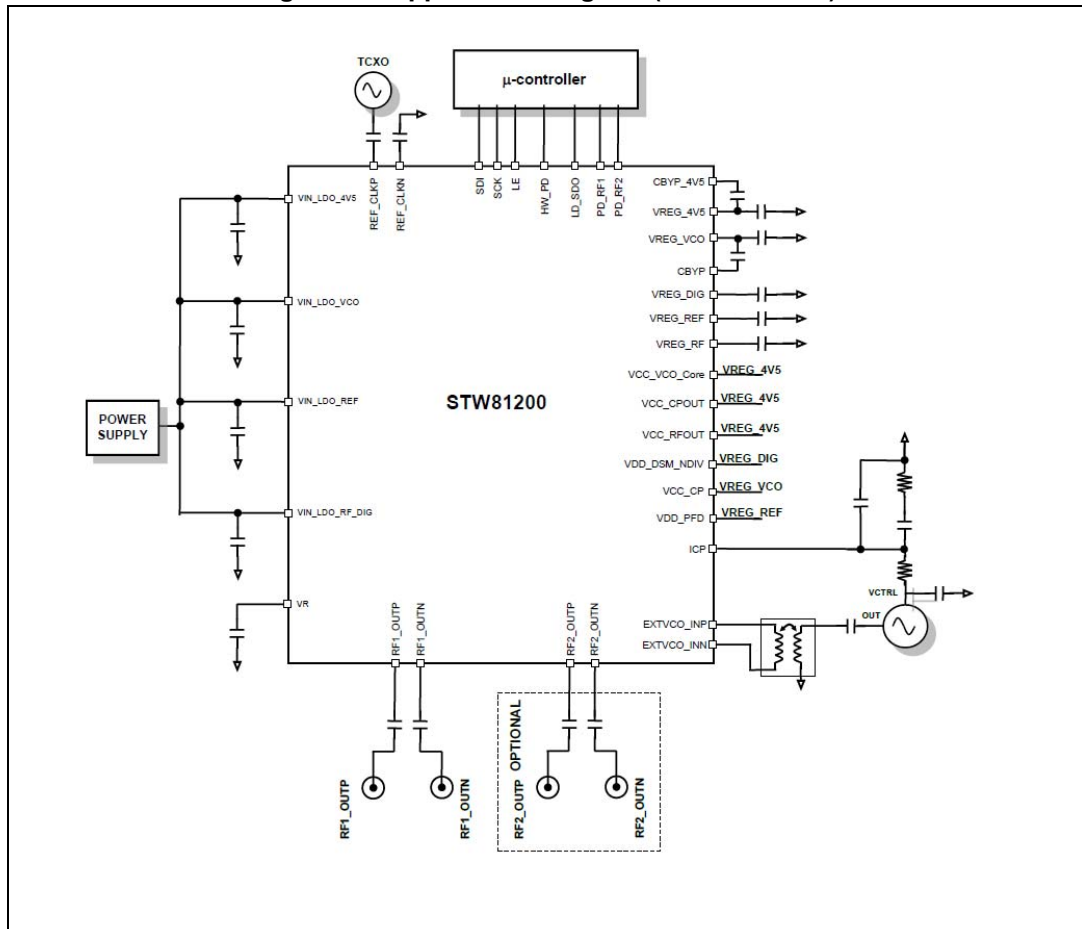 TCXO
μ-controller
REF_CLKP
REF_CLKN
SDI
SCK
LE
HW_PD
LD_SDO
PD_RF1
PD_RF2
VIN_LDO_4V5
VIN_LDO_VCO
VIN_LDO_REF
VIN_LDO_RF_DIG
VR
POWER
SUPPLY
STW81200
CBYP_4V5
VREG_4V5
VREG_VCO
CBYP
VREG_DIG
VREG_REF
VREG_RF
VCC_VCO_Core VREG_4V5
VCC_CPOUT VREG_4V5
VCC_RFOUT VREG_4V5
VDD_DSM_NDIV VREG_DIG
VCC_CP VREG_VCO
VDD_PFD VREG_REF
ICP
VCTRL
OUT
EXTVCO_INP
EXTVCO_INN
RF1_OUTP
RF1_OUTN
RF2_OUTP
RF2_OUTN
OPTIONAL
RF1_OUTP
RF1_OUTN
RF2_OUTP
RF2_OUTN